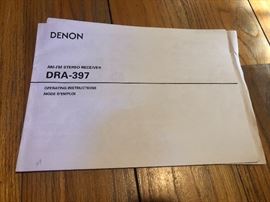 DENON
AM-FM STEREO RECEIVER
DRA-397
OPERATING INSTRUCTIONS
MODE D'EMPLOI